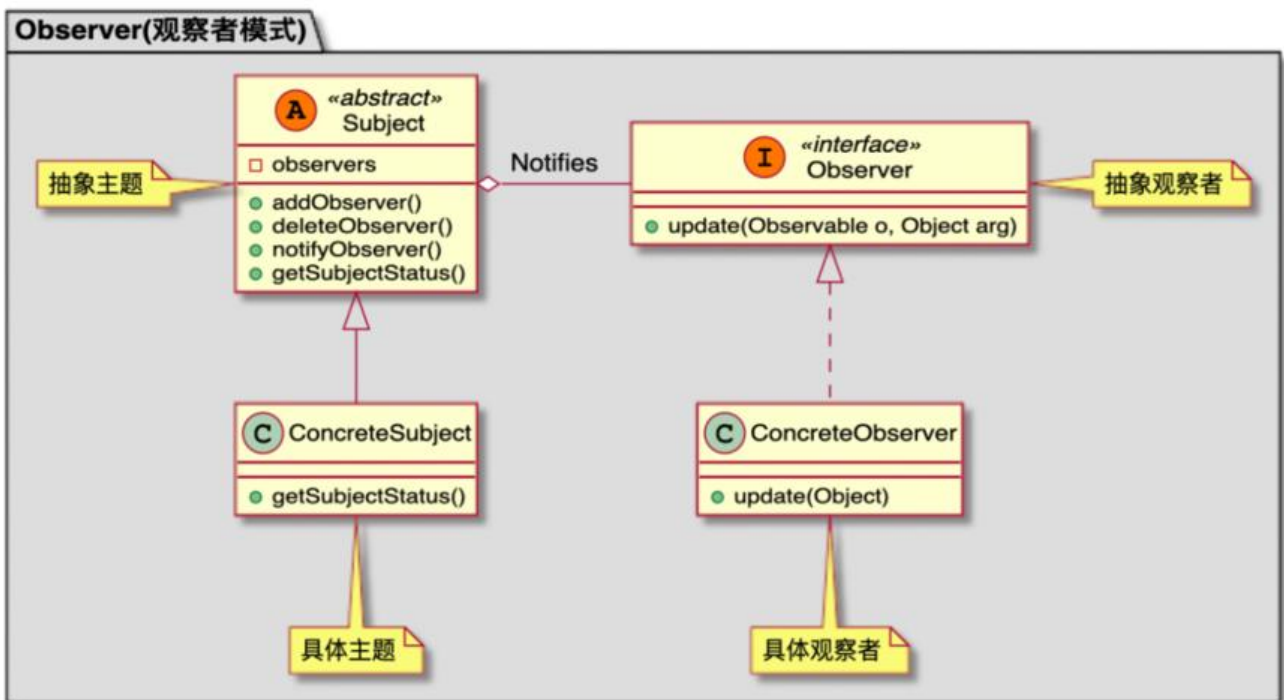 Observer(观察者模式)
A
«abstract»
Subject
observers
addObserver()
deleteObserver()
notifyObserver()
getSubjectStatus()
抽象主题
Notifies
I
«interface»
Observer
update(Observable o, Object arg)
抽象观察者
C ConcreteSubject
getSubjectStatus()
具体主题
C ConcreteObserver
update(Object)
具体观察者